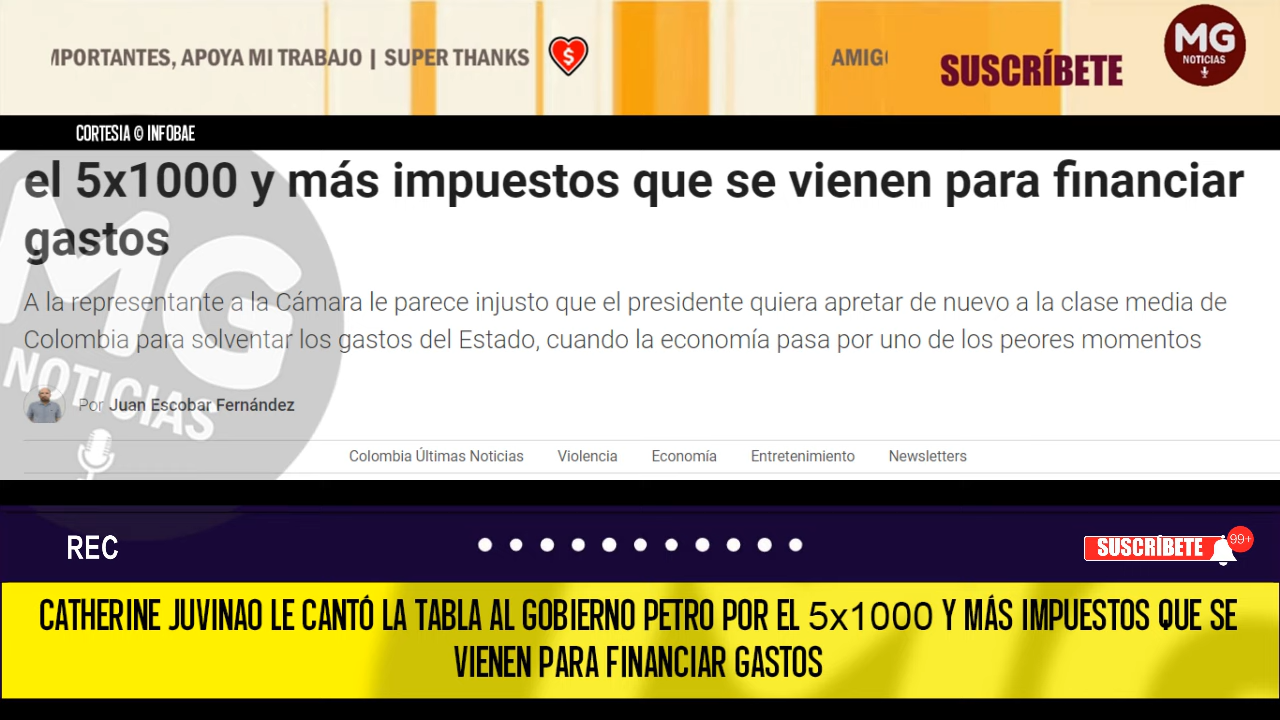 MPORTANTES, APOYA MI TRABAJO | SUPER THANKS
$
AMIG
SUSCRÍBETE
MG
NOTICIAS
CORTESIA © INFOBAE
el 5x1000 y más impuestos que se vienen para financiar
gastos
A la representante a la Cámara le parece injusto que el presidente quiera apretar de nuevo a la clase media de
Colombia para solventar los gastos del Estado, cuando la economía pasa por uno de los peores momentos
MG
NOTICIAS
Por Juan Escobar Fernández
Colombia Últimas Noticias Violencia Economía Entretenimiento Newsletters
REC
SUSCRÍBETE
99+
CATHERINE JUVINAO LE CANTÓ LA TABLA AL GOBIERNO PETRO POR EL 5x1000 Y MÁS IMPUESTOS QUE SE
VIENEN PARA FINANCIAR GASTOS